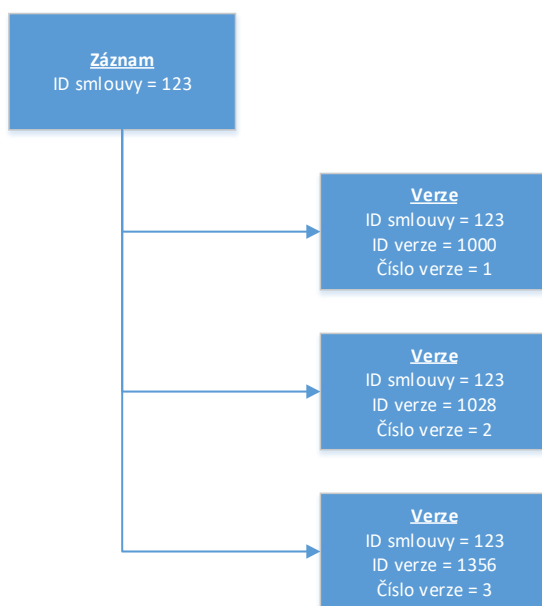 Záznam
ID smlouvy = 123
Verze
ID smlouvy = 123
ID verze = 1000
Číslo verze = 1
Verze
ID smlouvy = 123
ID verze = 1028
Číslo verze = 2
Verze
ID smlouvy = 123
ID verze = 1356
Číslo verze = 3